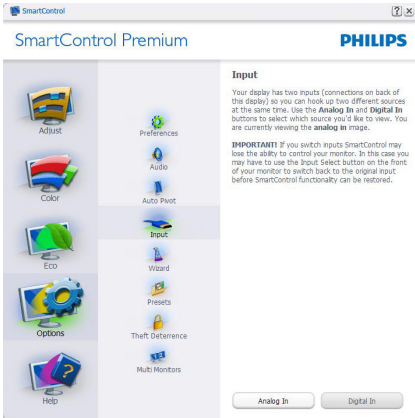 SmartControl
SmartControl Premium
PHILIPS
Adjust
Color
Eco
Options
Help
Preferences
Audio
Auto Pivot
Input
Wizard
Presets
Theft Deterrence
Multi Monitors
Input
Your display has two inputs (connections on back of
this display) so you can hook up two different sources
at the same time. Use the Analog In and Digital In
buttons to select which source you'd like to view. You
are currently viewing the analog in image.
IMPORTANT! If you switch inputs SmartControl may
lose the ability to control your monitor. In this case you
may have to use the Input Select button on the front
of your monitor to switch back to the original input
before SmartControl functionality can be restored.
Analog In
Digital In